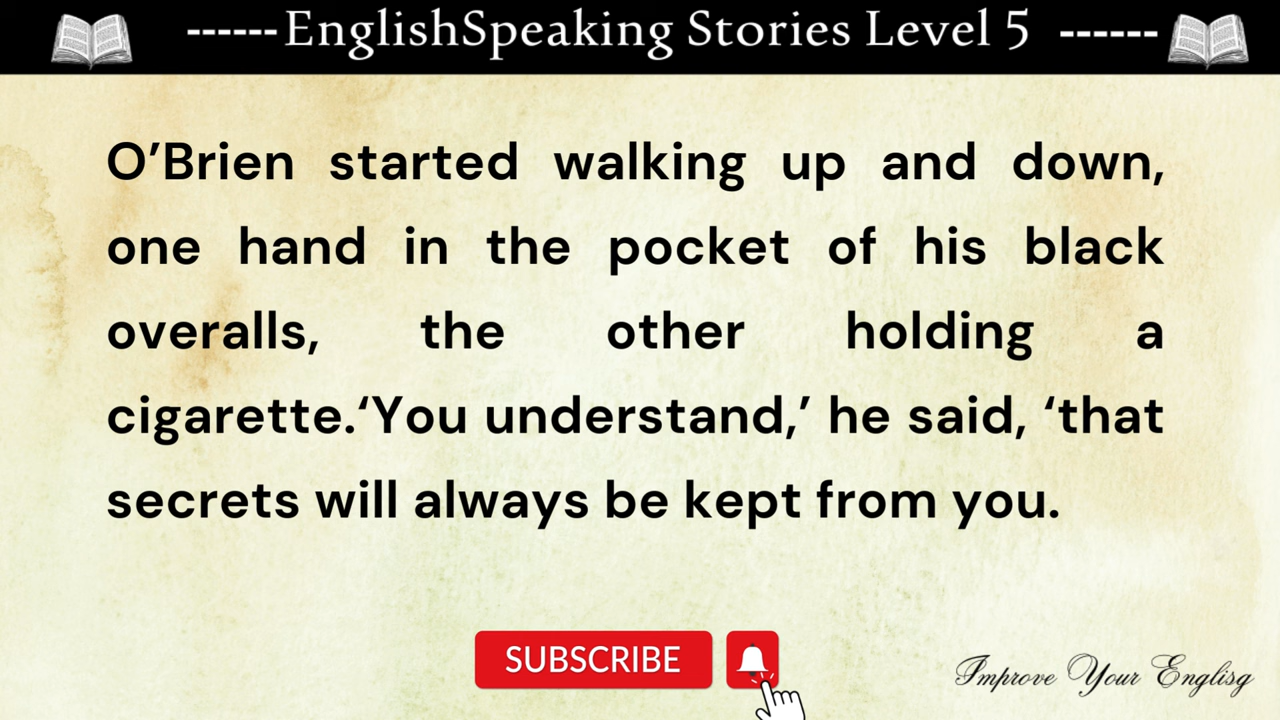 ------EnglishSpeaking Stories Level 5 ------
O’Brien started walking up and down,
one hand in the pocket of his black
overalls, the other holding a
cigarette.‘You understand,’ he said, ‘that
secrets will always be kept from you.
SUBSCRIBE
Improve Your Englisg